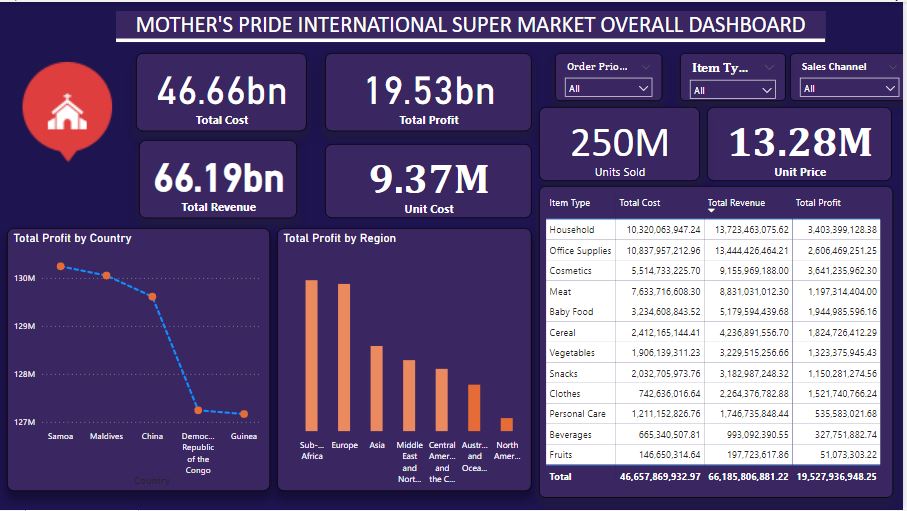 MOTHER'S PRIDE INTERNATIONAL SUPER MARKET OVERALL DASHBOARD
46.66bn
Total Cost
19.53bn
Total Profit
Order Prio...
All
Item Ty...
All
Sales Channel
All
66.19bn
Total Revenue
9.37M
Unit Cost
250M
Units Sold
13.28M
Unit Price
Total Profit by Country
130M
129M
128M
127M
Samoa
Maldives
China
Democ...
Republic
of the
Congo
Guinea
Country
Total Profit by Region
Sub-...
Africa
Europe
Asia
Middle
East
and
Nort...
Central
Amer...
and
the C...
Austr...
and
Ocea...
North
Amer...
Item Type Total Cost Total Revenue Total Profit
Household 10,320,063,947.24 13,723,463,075.62 3,403,399,128.38
Office Supplies 10,837,957,212.96 13,444,426,464.21 2,606,469,251.25
Cosmetics 5,514,733,225.70 9,155,969,188.00 3,641,235,962.30
Meat 7,633,716,608.30 8,831,031,012.30 1,197,314,404.00
Baby Food 3,234,608,843.52 5,179,594,439.68 1,944,985,596.16
Cereal 2,412,165,144.41 4,236,891,556.70 1,824,726,412.29
Vegetables 1,906,139,311.23 3,229,515,256.66 1,323,375,945.43
Snacks 2,032,705,973.76 3,182,987,248.32 1,150,281,274.56
Clothes 742,636,016.64 2,264,376,782.88 1,521,740,766.24
Personal Care 1,211,152,826.76 1,746,735,848.44 535,583,021.68
Beverages 665,340,507.81 993,092,390.55 327,751,882.74
Fruits 146,650,314.64 197,723,617.86 51,073,303.22
Total 46,657,869,932.97 66,185,806,881.22 19,527,936,948.25